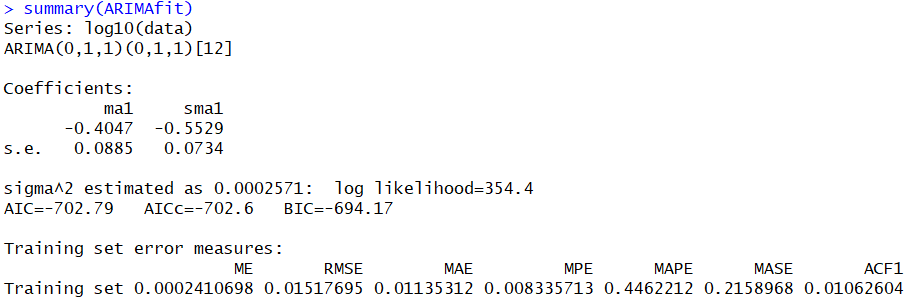 > summary(ARIMAfit)
Series: log10(data)
ARIMA(0,1,1)(0,1,1)[12]
Coefficients:
ma1 sma1
-0.4047 -0.5529
s.e. 0.0885 0.0734
sigma^2 estimated as 0.0002571: log likelihood=354.4
AIC=-702.79 AICc=-702.6 BIC=-694.17
Training set error measures:
ME RMSE MAE MPE MAPE MASE ACF1
Training set 0.0002410698 0.01517695 0.01135312 0.008335713 0.4462212 0.2158968 0.01062604